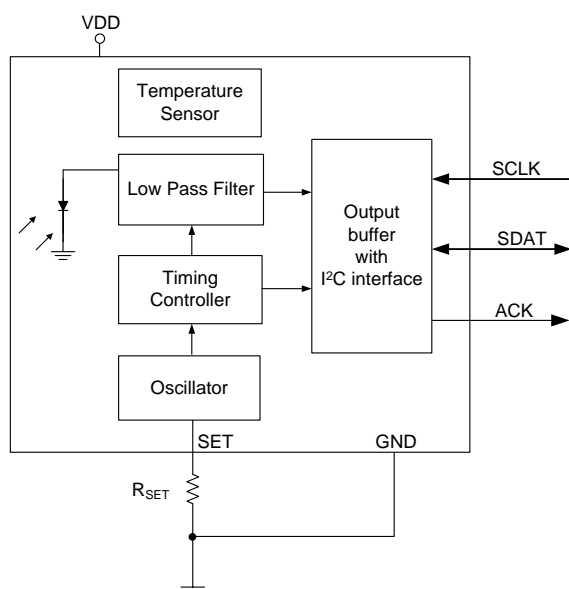 VDD
Temperature
Sensor
Low Pass Filter
Timing
Controller
Oscillator
Output
buffer
with
I²C interface
SCLK
SDAT
ACK
SET
GND
RSET